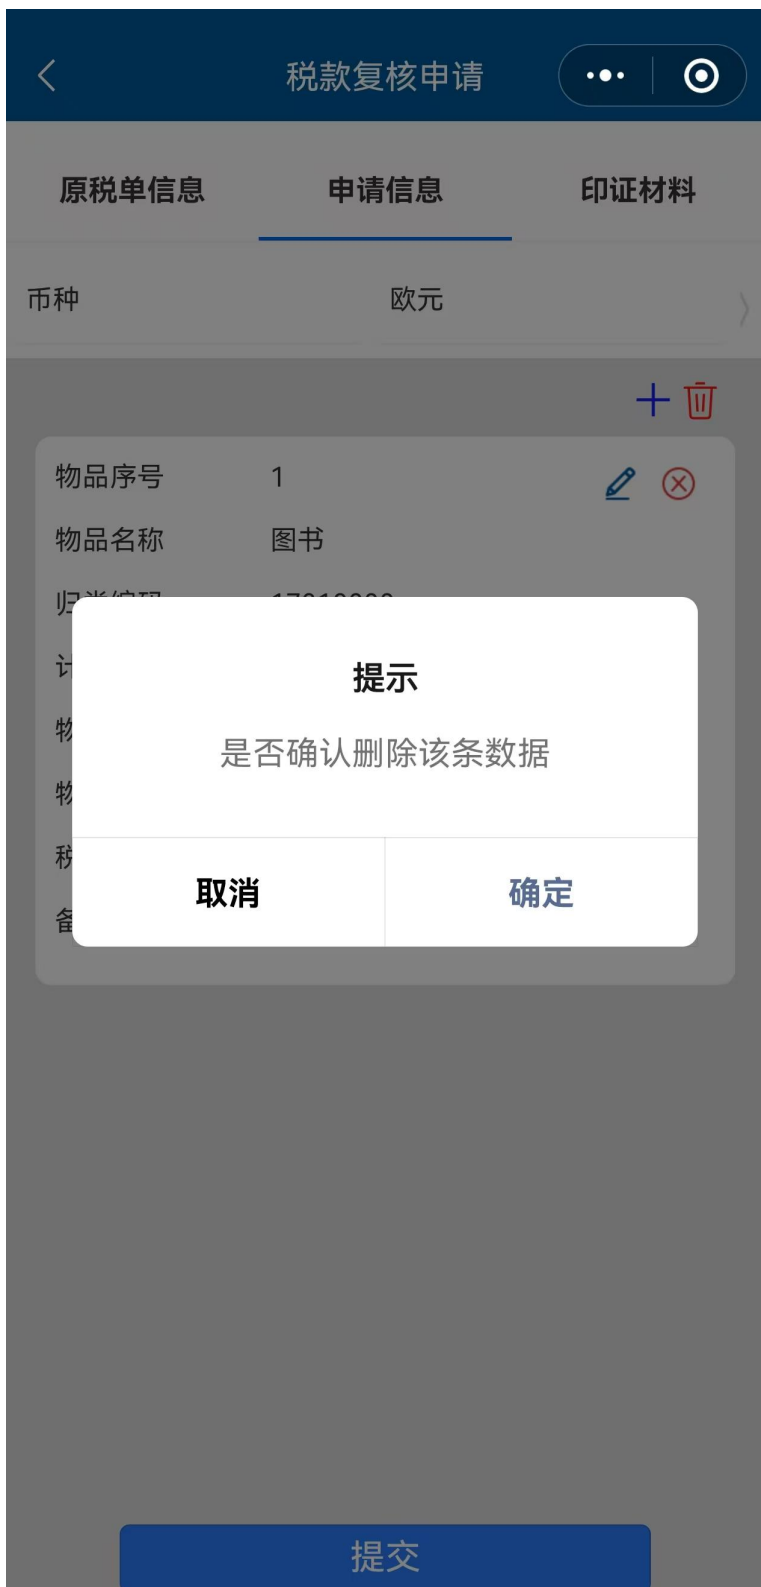 税款复核申请
原税单信息 申请信息 印证材料
币种 欧元
物品序号 1
物品名称 图书
提示
是否确认删除该条数据
取消 确定
提交